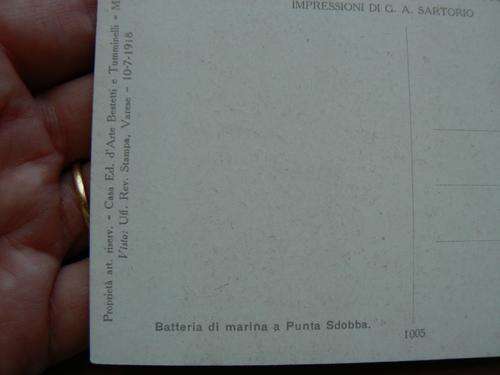 IMPRESSIONI DI G. A. SARTORIO
Proprietà art. riserv. - Casa Ed. d'Arte Bestetti e Tumminelli - M
Visto: Uff. Rev. Stampa, Varese - 10-7-1918
Batteria di marina a Punta Sdobba.
1005